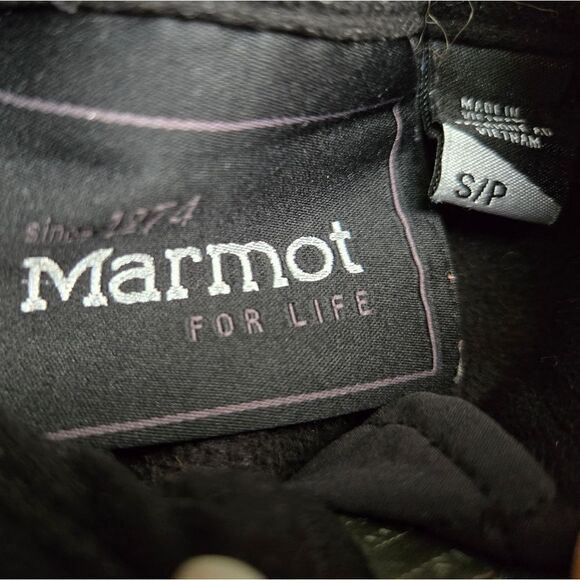 since 1974
Marmot
FOR LIFE
MADE IN
VIETNAM
S/P